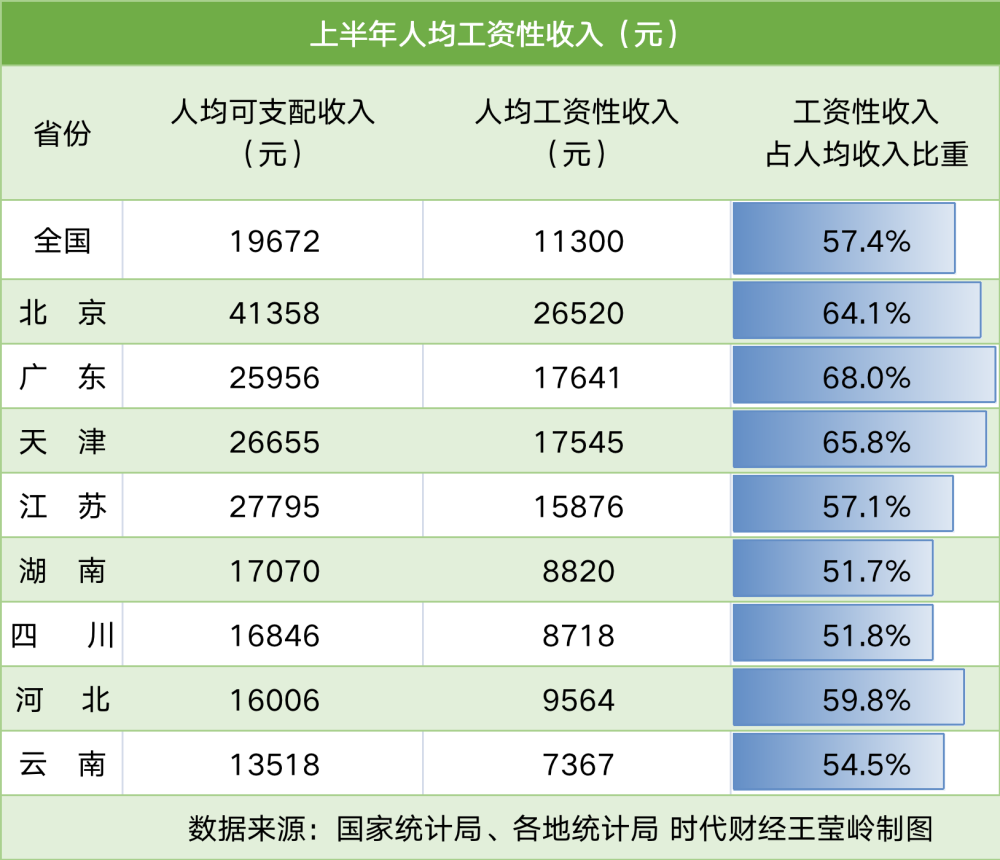 上半年人均工资性收入（元）
省份 人均可支配收入（元） 人均工资性收入（元） 工资性收入占人均收入比重
全国 19672 11300 57.4%
北京 41358 26520 64.1%
广东 25956 17641 68.0%
天津 26655 17545 65.8%
江苏 27795 15876 57.1%
湖南 17070 8820 51.7%
四川 16846 8718 51.8%
河北 16006 9564 59.8%
云南 13518 7367 54.5%
数据来源：国家统计局、各地统计局 时代财经王莹岭制图